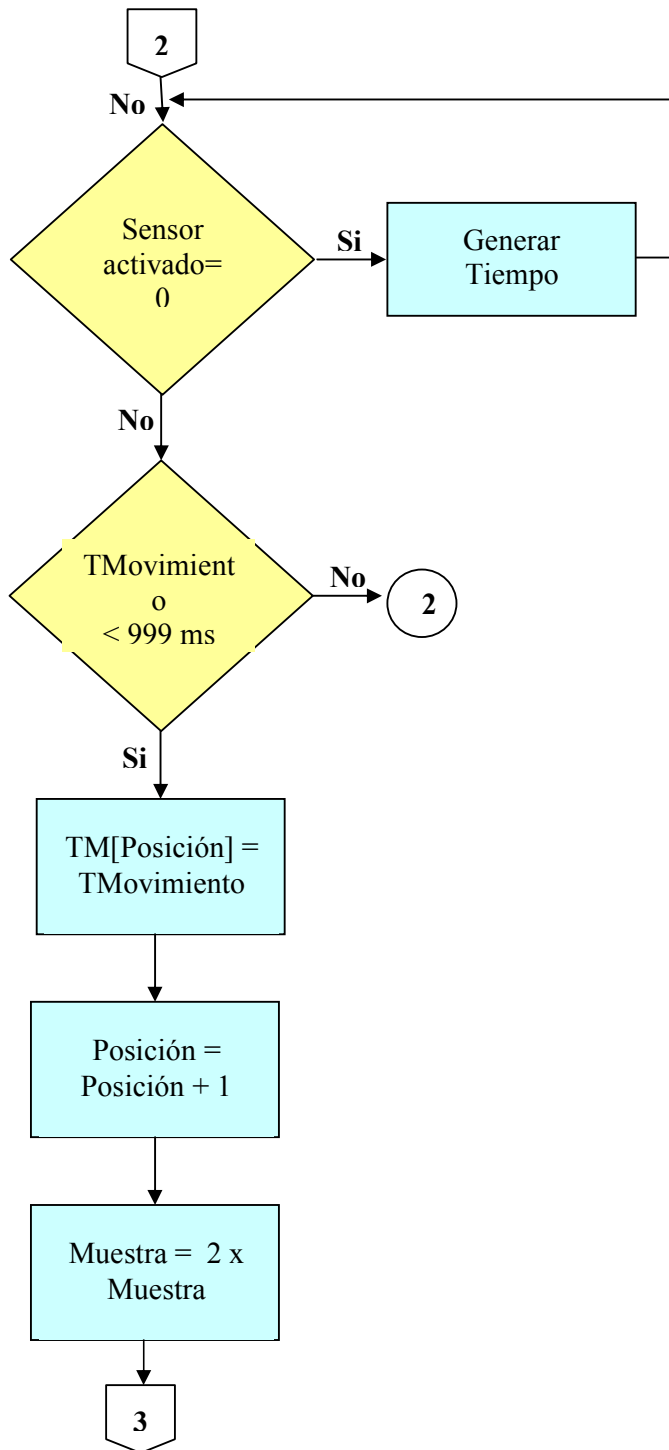 2
No
Sensor
activado=
0
Si
Generar
Tiempo
No
TMovimient
o
< 999 ms
No
2
Si
TM[Posición] =
TMovimiento
Posición =
Posición + 1
Muestra = 2 x
Muestra
3